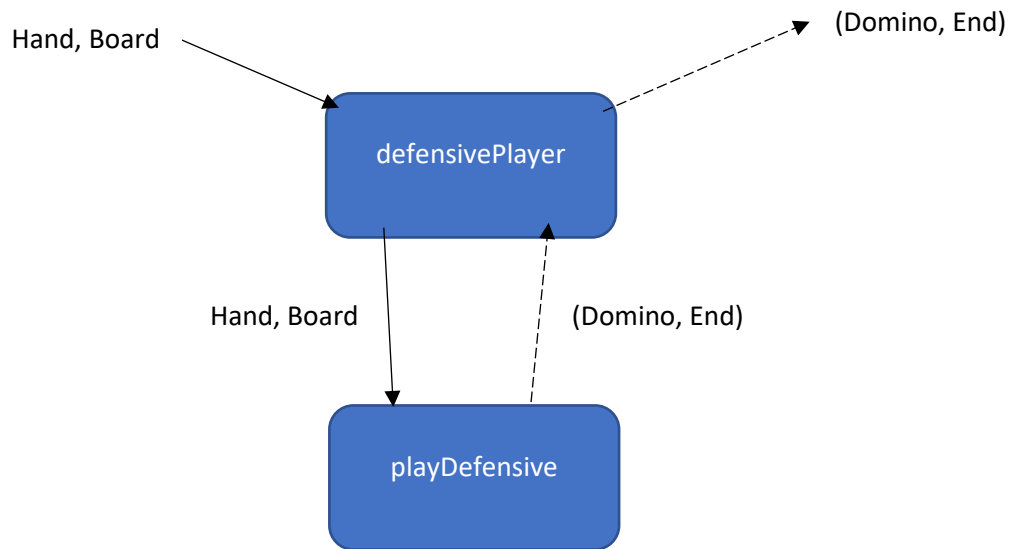 Hand, Board
(Domino, End)
defensivePlayer
Hand, Board
(Domino, End)
playDefensive